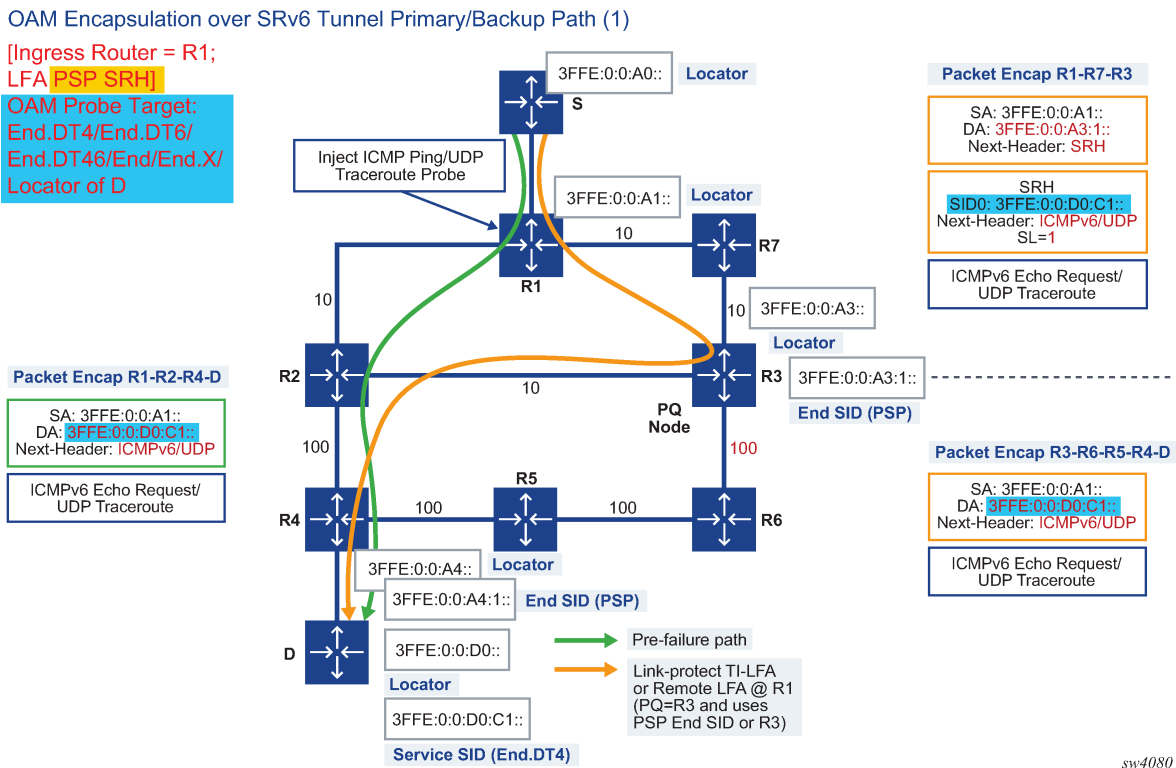 OAM Encapsulation over SRv6 Tunnel Primary/Backup Path (1)
[Ingress Router = R1;
LFA PSP SRH]
OAM Probe Target:
End.DT4/End.DT6/
End.DT46/End/End.X/
Locator of D
3FFE:0:0:A0::
Locator
S
Inject ICMP Ping/UDP
Traceroute Probe
3FFE:0:0:A1::
Locator
10
R7
R1
10
10
3FFE:0:0:A3::
Locator
R2
10
R3
3FFE:0:0:A3:1::
End SID (PSP)
PQ
Node
100
100
R5
R4
100
100
R6
3FFE:0:0:A4::
Locator
3FFE:0:0:A4:1::
End SID (PSP)
D
3FFE:0:0:D0::
Locator
3FFE:0:0:D0:C1::
Service SID (End.DT4)
Pre-failure path
Link-protect TI-LFA
or Remote LFA @ R1
(PQ=R3 and uses
PSP End SID or R3)
Packet Encap R1-R2-R4-D
SA: 3FFE:0:0:A1::
DA: 3FFE:0:0:D0:C1::
Next-Header: ICMPv6/UDP
ICMPv6 Echo Request/
UDP Traceroute
Packet Encap R1-R7-R3
SA: 3FFE:0:0:A1::
DA: 3FFE:0:0:A3:1::
Next-Header: SRH
SRH
SID0: 3FFE:0:0:D0:C1::
Next-Header: ICMPv6/UDP
SL=1
ICMPv6 Echo Request/
UDP Traceroute
Packet Encap R3-R6-R5-R4-D
SA: 3FFE:0:0:A1::
DA: 3FFE:0:0:D0:C1::
Next-Header: ICMPv6/UDP
ICMPv6 Echo Request/
UDP Traceroute
sw4080